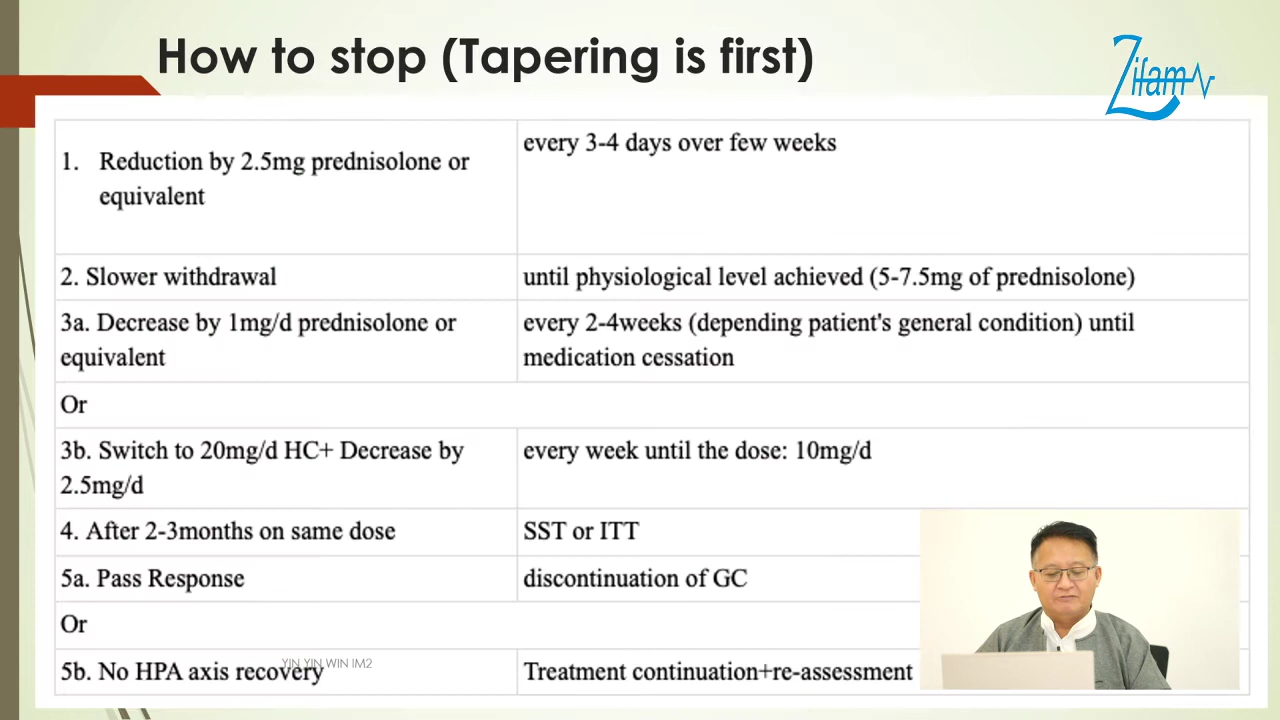 How to stop (Tapering is first)
Zifam
1. Reduction by 2.5mg prednisolone or
equivalent
every 3-4 days over few weeks
2. Slower withdrawal
until physiological level achieved (5-7.5mg of prednisolone)
3a. Decrease by 1mg/d prednisolone or
equivalent
every 2-4weeks (depending patient's general condition) until
medication cessation
Or
3b. Switch to 20mg/d HC+ Decrease by
2.5mg/d
every week until the dose: 10mg/d
4. After 2-3months on same dose
SST or ITT
5a. Pass Response
discontinuation of GC
Or
5b. No HPA axis recovery
YIN YIN WIN IM2
Treatment continuation+re-assessment